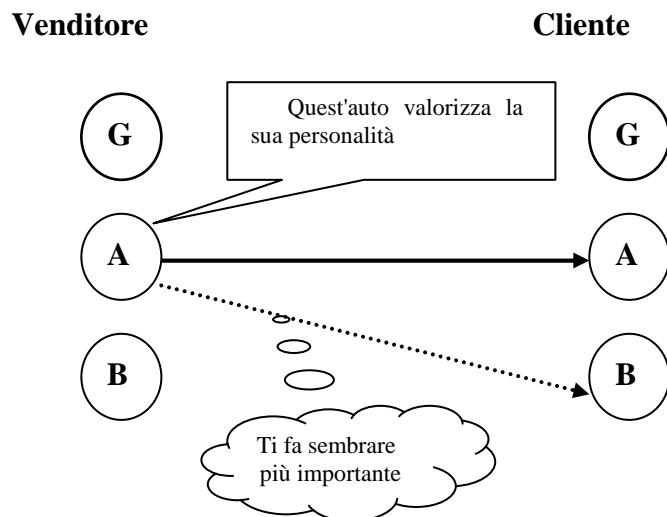 Venditore Cliente
Quest'auto valorizza la
sua personalità
G G
A A
B B
Ti fa sembrare
più importante